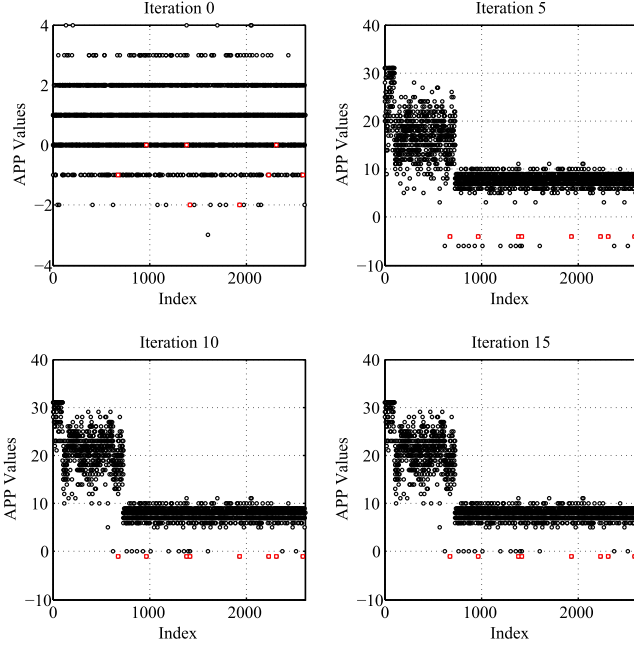 Iteration 0
4
2
0
−2
−4
APP Values
0 1000 2000
Index
Iteration 5
40
30
20
10
0
−10
APP Values
0 1000 2000
Index
Iteration 10
40
30
20
10
0
−10
APP Values
0 1000 2000
Index
Iteration 15
40
30
20
10
0
−10
APP Values
0 1000 2000
Index